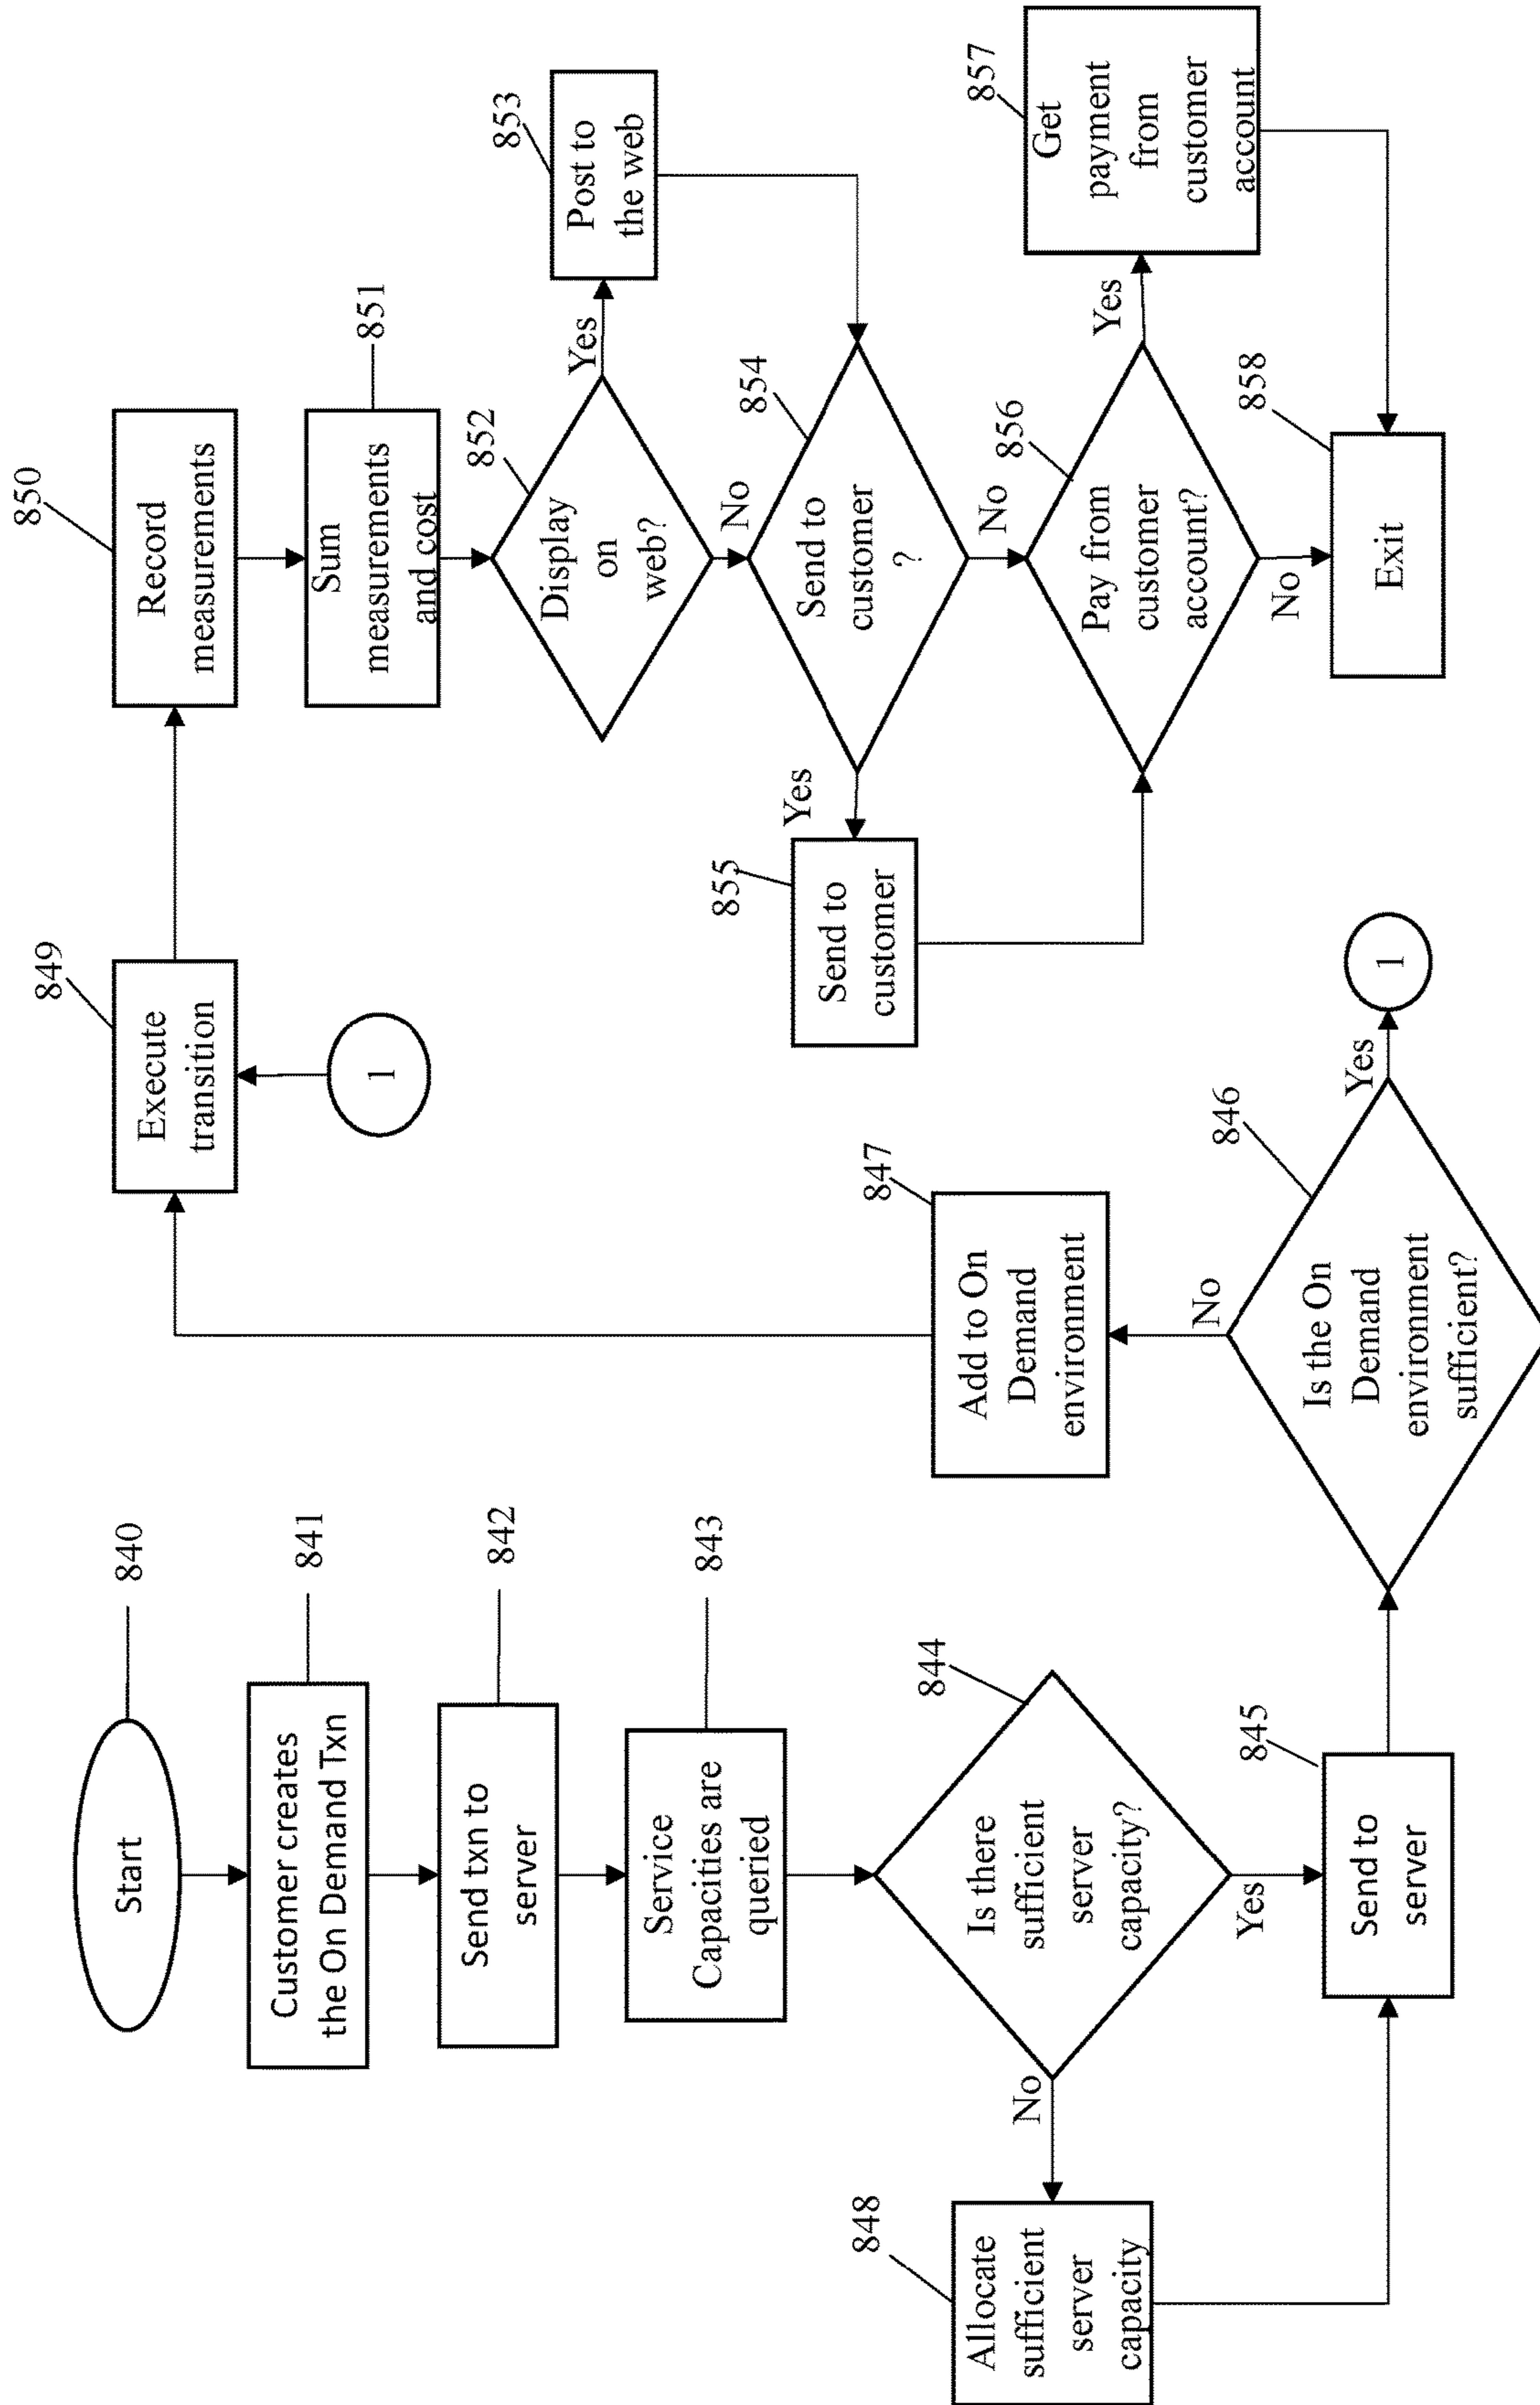 840
Start
841
Customer creates
the On Demand Txn
842
Send txn to
server
843
Service
Capacities are
queried
844
Is there
sufficient
server
capacity?
No
Yes
848
Allocate
sufficient
server
capacity
845
Send to
server
846
Is the On
Demand
environment
sufficient?
No
Yes
1
847
Add to On
Demand
environment
849
Execute
transition
1
850
Record
measurements
851
Sum
measurements
and cost
852
Display
on
web?
Yes
No
853
Post to
the web
854
Send to
customer
?
Yes
No
855
Send to
customer
856
Pay from
customer
account?
Yes
No
857
Get
payment
from
customer
account
858
Exit